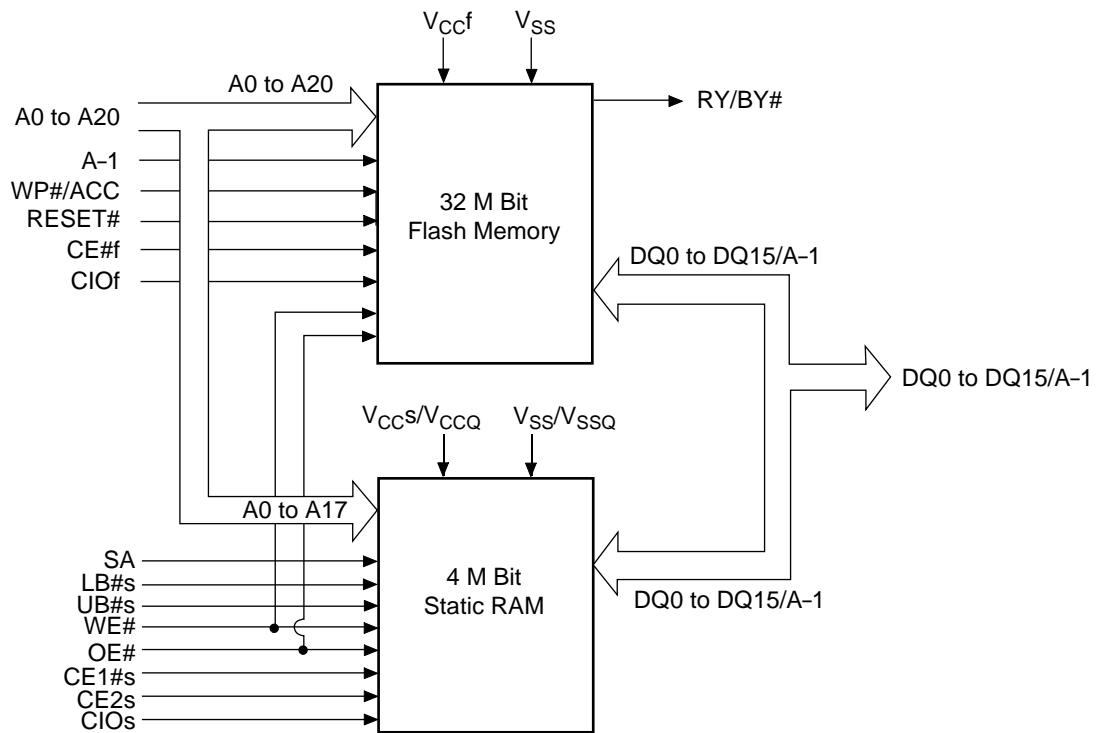 VCCf
VSS
A0 to A20
RY/BY#
A0 to A20
A–1
WP#/ACC
RESET#
CE#f
CIOf
32 M Bit
Flash Memory
DQ0 to DQ15/A–1
DQ0 to DQ15/A–1
VCCs/VCCQ
VSS/VSSQ
A0 to A17
SA
LB#s
UB#s
WE#
OE#
CE1#s
CE2s
CIOs
4 M Bit
Static RAM
DQ0 to DQ15/A–1